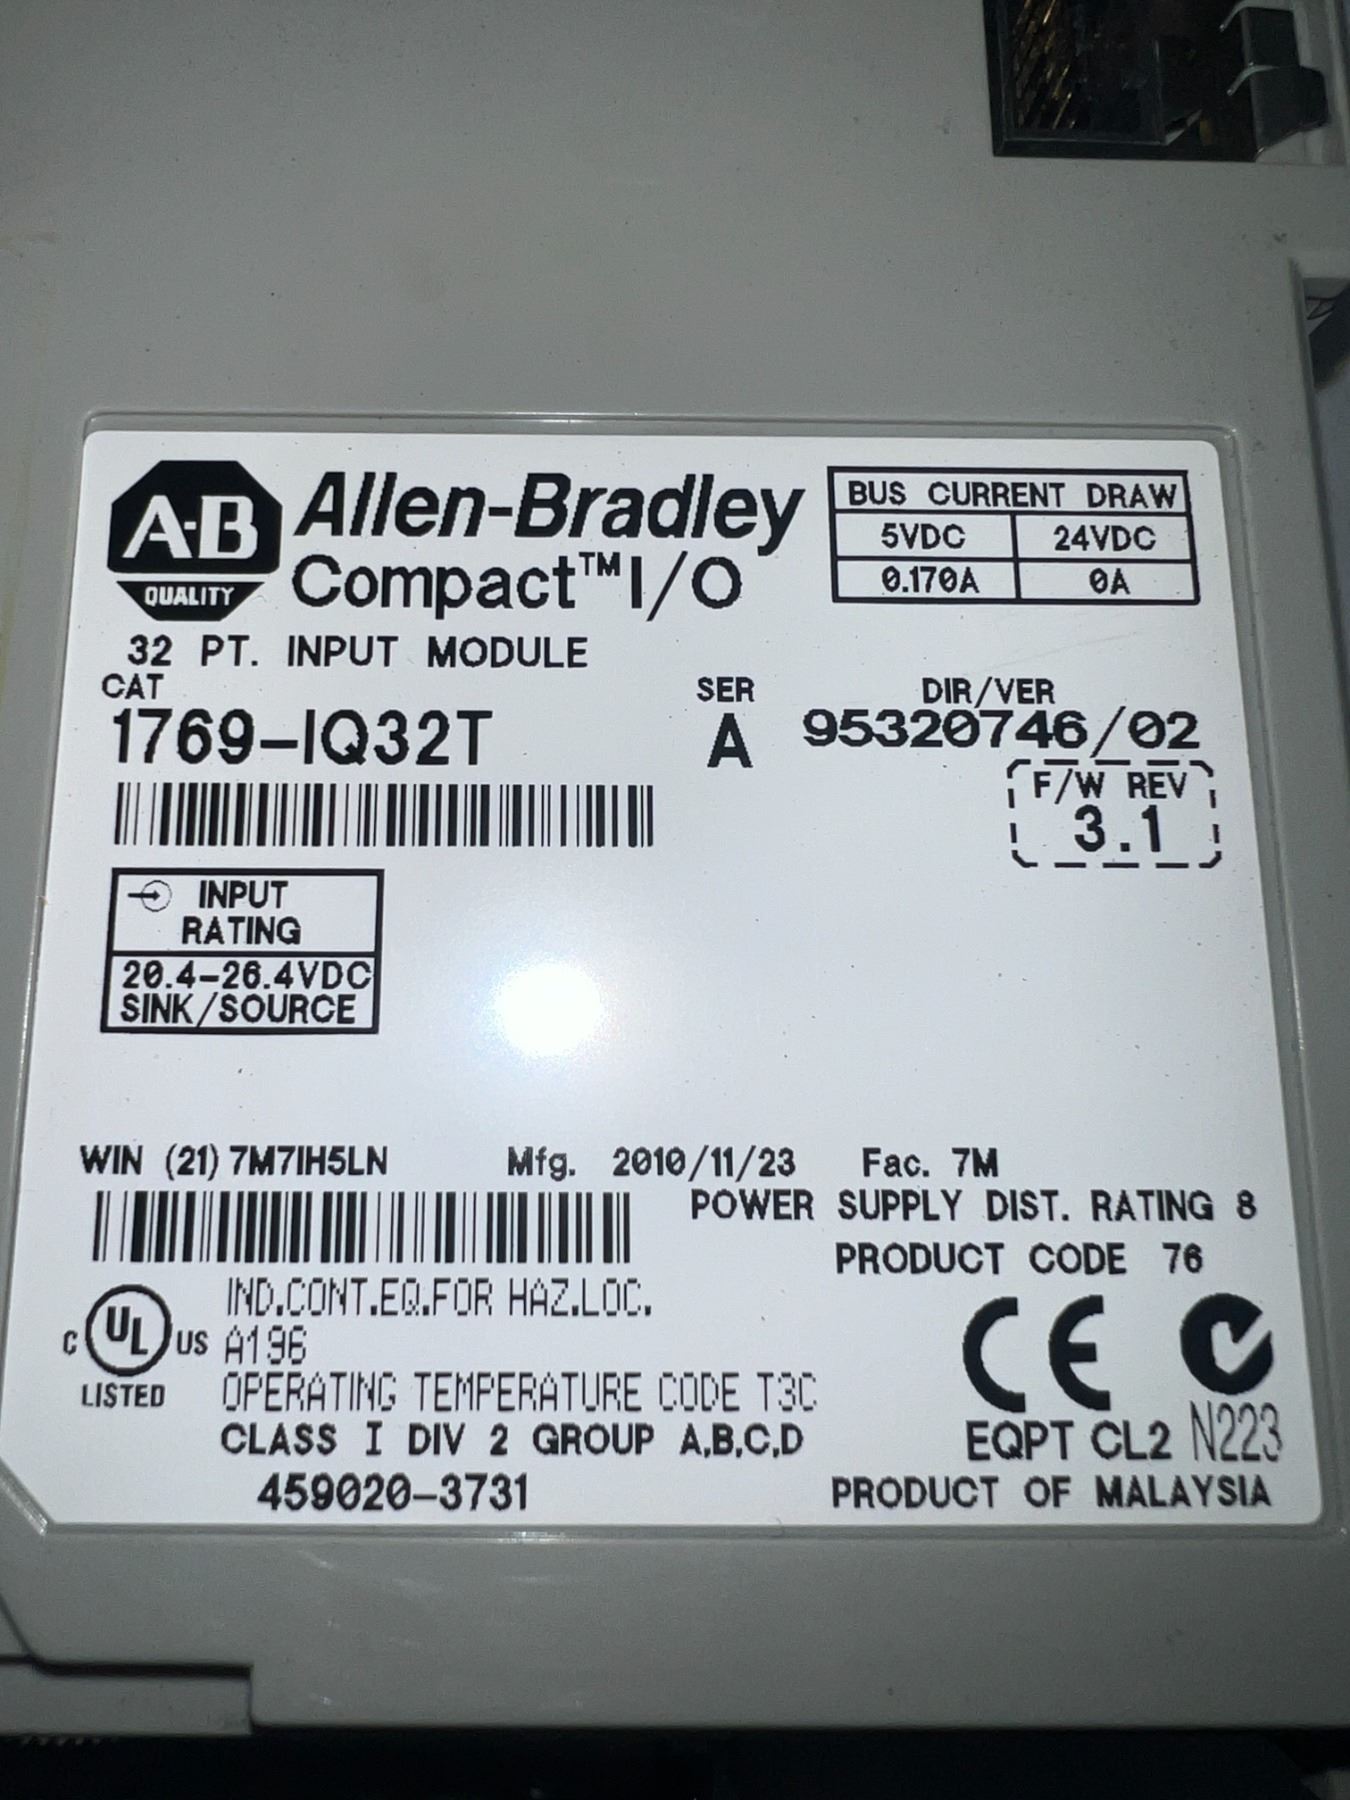 A-B
QUALITY
Allen-Bradley
Compact™ I/O
32 PT. INPUT MODULE
BUS CURRENT DRAW
5VDC 24VDC
0.170A 0A
CAT
1769-IQ32T
SER
A
DIR/VER
95320746/02
F/W REV
3.1
INPUT
RATING
20.4-26.4VDC
SINK/SOURCE
WIN (21) 7M7IH5LN Mfg. 2010/11/23 Fac. 7M
POWER SUPPLY DIST. RATING 8
PRODUCT CODE 76
C UL US
LISTED
IND.CONT.EQ.FOR HAZ.LOC.
A196
OPERATING TEMPERATURE CODE T3C
CLASS I DIV 2 GROUP A,B,C,D
459020-3731
CE
EQPT CL2 N223
PRODUCT OF MALAYSIA